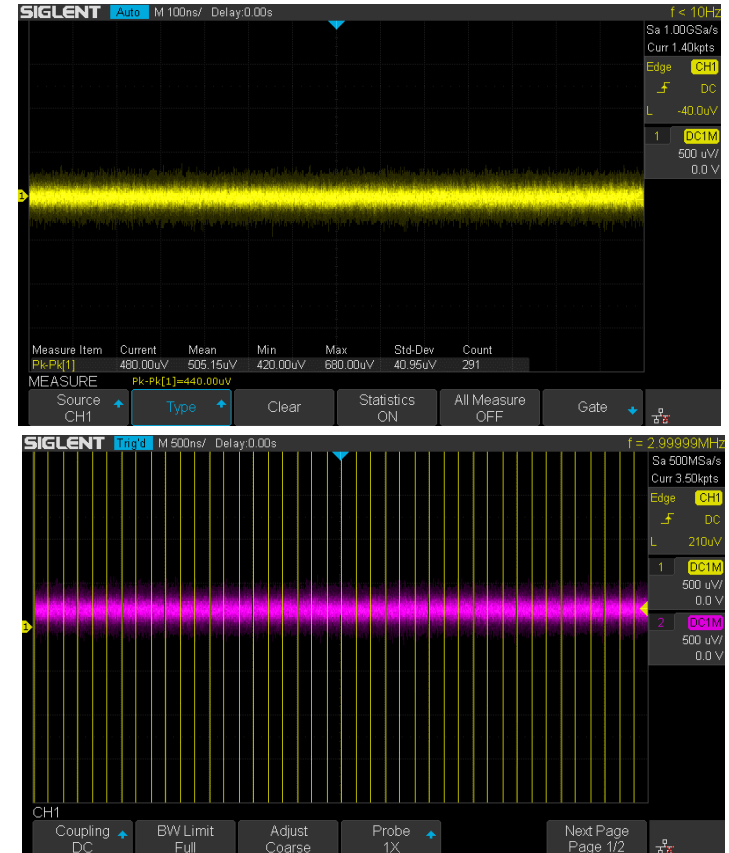 SIGLENT Auto M 100ns/ Delay:0.00s f < 10Hz
Sa 1.00GSa/s
Curr 1.40kpts
Edge CH1
DC
L -40.0uV
1 DC1M
500 uV/
0.0 V
1
Measure Item Current Mean Min Max Std-Dev Count
Pk-Pk[1] 480.00uV 505.15uV 420.00uV 680.00uV 40.95uV 291
MEASURE Pk-Pk[1]=440.00uV
Source Type Clear Statistics All Measure Gate
CH1 ON OFF
SIGLENT Trig'd M 500ns/ Delay:0.00s f = 2.99999MHz
Sa 500MSa/s
Curr 3.50kpts
Edge CH1
DC
L 210uV
1 DC1M
500 uV/
0.0 V
2 DC1M
500 uV/
0.0 V
1
CH1
Coupling BW Limit Adjust Probe Next Page
DC Full Coarse 1X Page 1/2